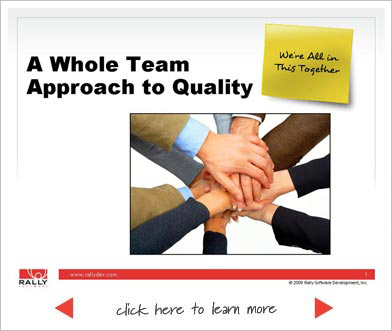 A Whole Team
Approach to Quality
We're All in
This Together
RALLY
www.rallydev.com
1
© 2009 Rally Software Development, Inc.
click here to learn more